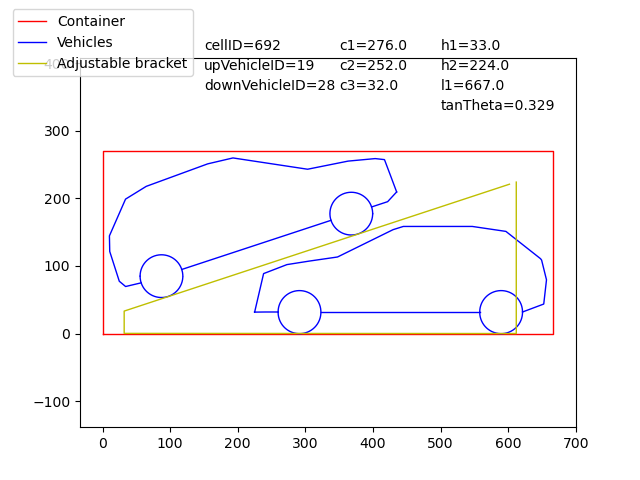 Container
Vehicles
Adjustable bracket
cellID=692 c1=276.0 h1=33.0
upVehicleID=19 c2=252.0 h2=224.0
downVehicleID=28 c3=32.0 l1=667.0
tanTheta=0.329
400
300
200
100
0
−100
0 100 200 300 400 500 600 700